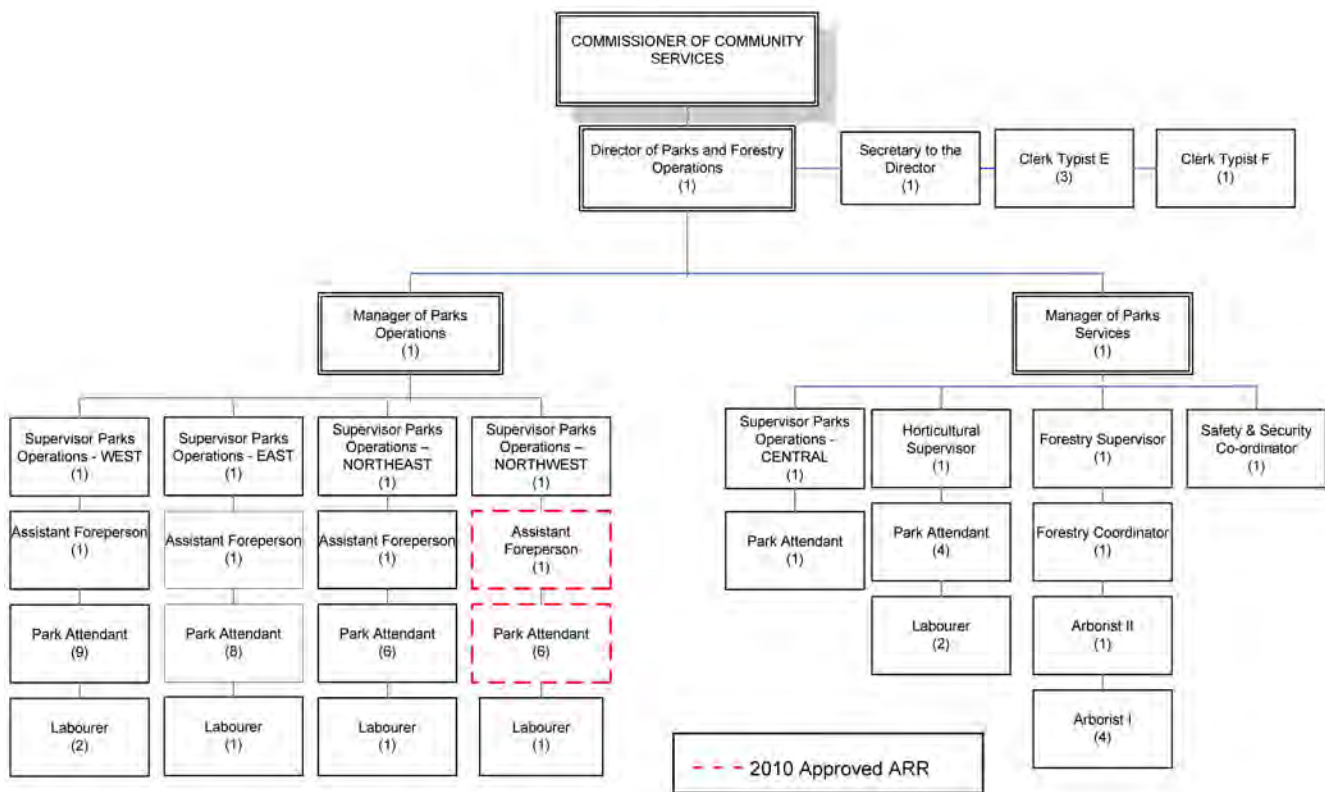 COMMISSIONER OF COMMUNITY
SERVICES
Director of Parks and Forestry
Operations
(1)
Secretary to the
Director
(1)
Clerk Typist E
(3)
Clerk Typist F
(1)
Manager of Parks
Operations
(1)
Manager of Parks
Services
(1)
Supervisor Parks
Operations - WEST
(1)
Supervisor Parks
Operations - EAST
(1)
Supervisor Parks
Operations –
NORTHEAST
(1)
Supervisor Parks
Operations –
NORTHWEST
(1)
Supervisor Parks
Operations -
CENTRAL
(1)
Horticultural
Supervisor
(1)
Forestry Supervisor
(1)
Safety & Security
Co-ordinator
(1)
Assistant Foreperson
(1)
Assistant Foreperson
(1)
Assistant Foreperson
(1)
Assistant
Foreperson
(1)
Park Attendant
(1)
Park Attendant
(4)
Forestry Coordinator
(1)
Park Attendant
(9)
Park Attendant
(8)
Park Attendant
(6)
Park Attendant
(6)
Labourer
(2)
Arborist II
(1)
Labourer
(2)
Labourer
(1)
Labourer
(1)
Labourer
(1)
Arborist I
(4)
2010 Approved ARR